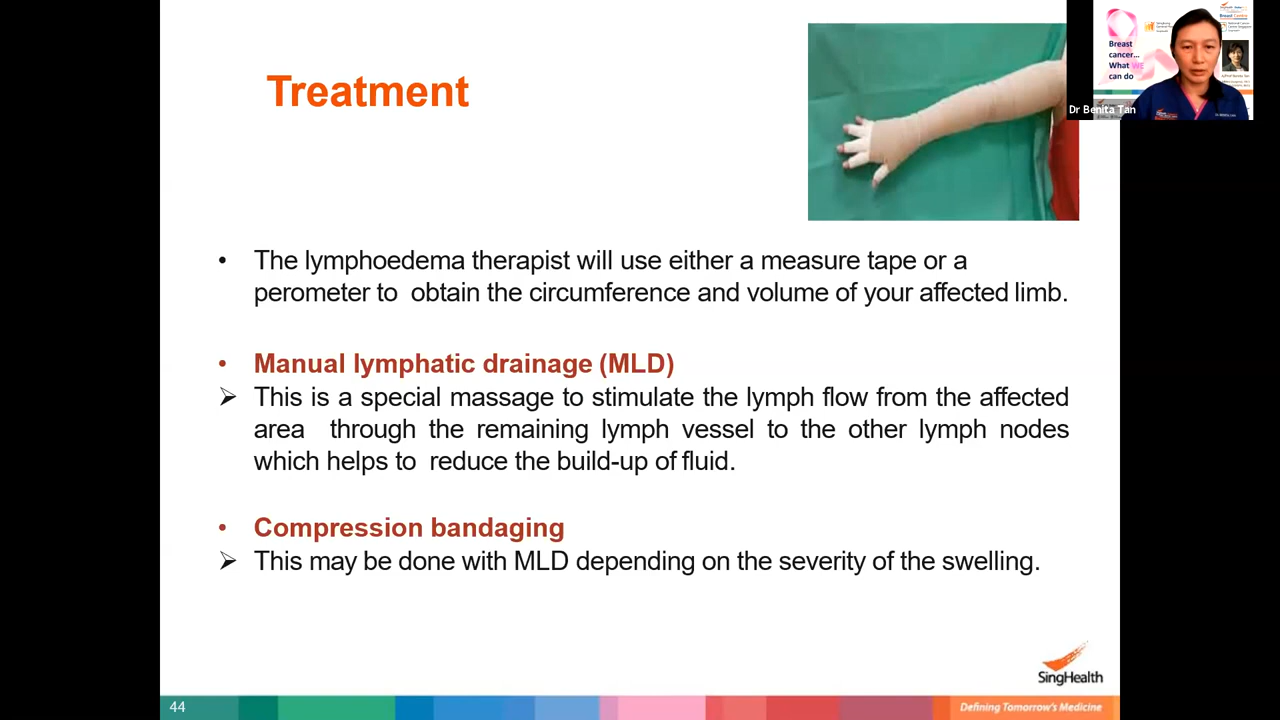 Treatment
Breast
cancer...
What WE
can do
Dr Benita Tan
• The lymphoedema therapist will use either a measure tape or a
perometer to obtain the circumference and volume of your affected limb.
• Manual lymphatic drainage (MLD)
➢ This is a special massage to stimulate the lymph flow from the affected
area through the remaining lymph vessel to the other lymph nodes
which helps to reduce the build-up of fluid.
• Compression bandaging
➢ This may be done with MLD depending on the severity of the swelling.
SingHealth
44
Defining Tomorrow's Medicine